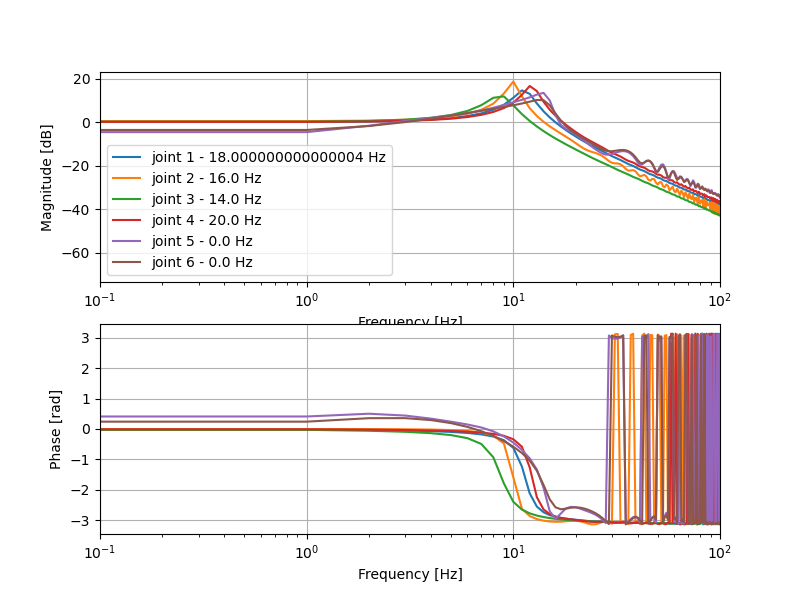 20
0
−20
−40
−60
Magnitude [dB]
joint 1 - 18.000000000000004 Hz
joint 2 - 16.0 Hz
joint 3 - 14.0 Hz
joint 4 - 20.0 Hz
joint 5 - 0.0 Hz
joint 6 - 0.0 Hz
10⁻¹ 10⁰ 10¹ 10²
Frequency [Hz]
3
2
1
0
−1
−2
−3
Phase [rad]
10⁻¹ 10⁰ 10¹ 10²
Frequency [Hz]